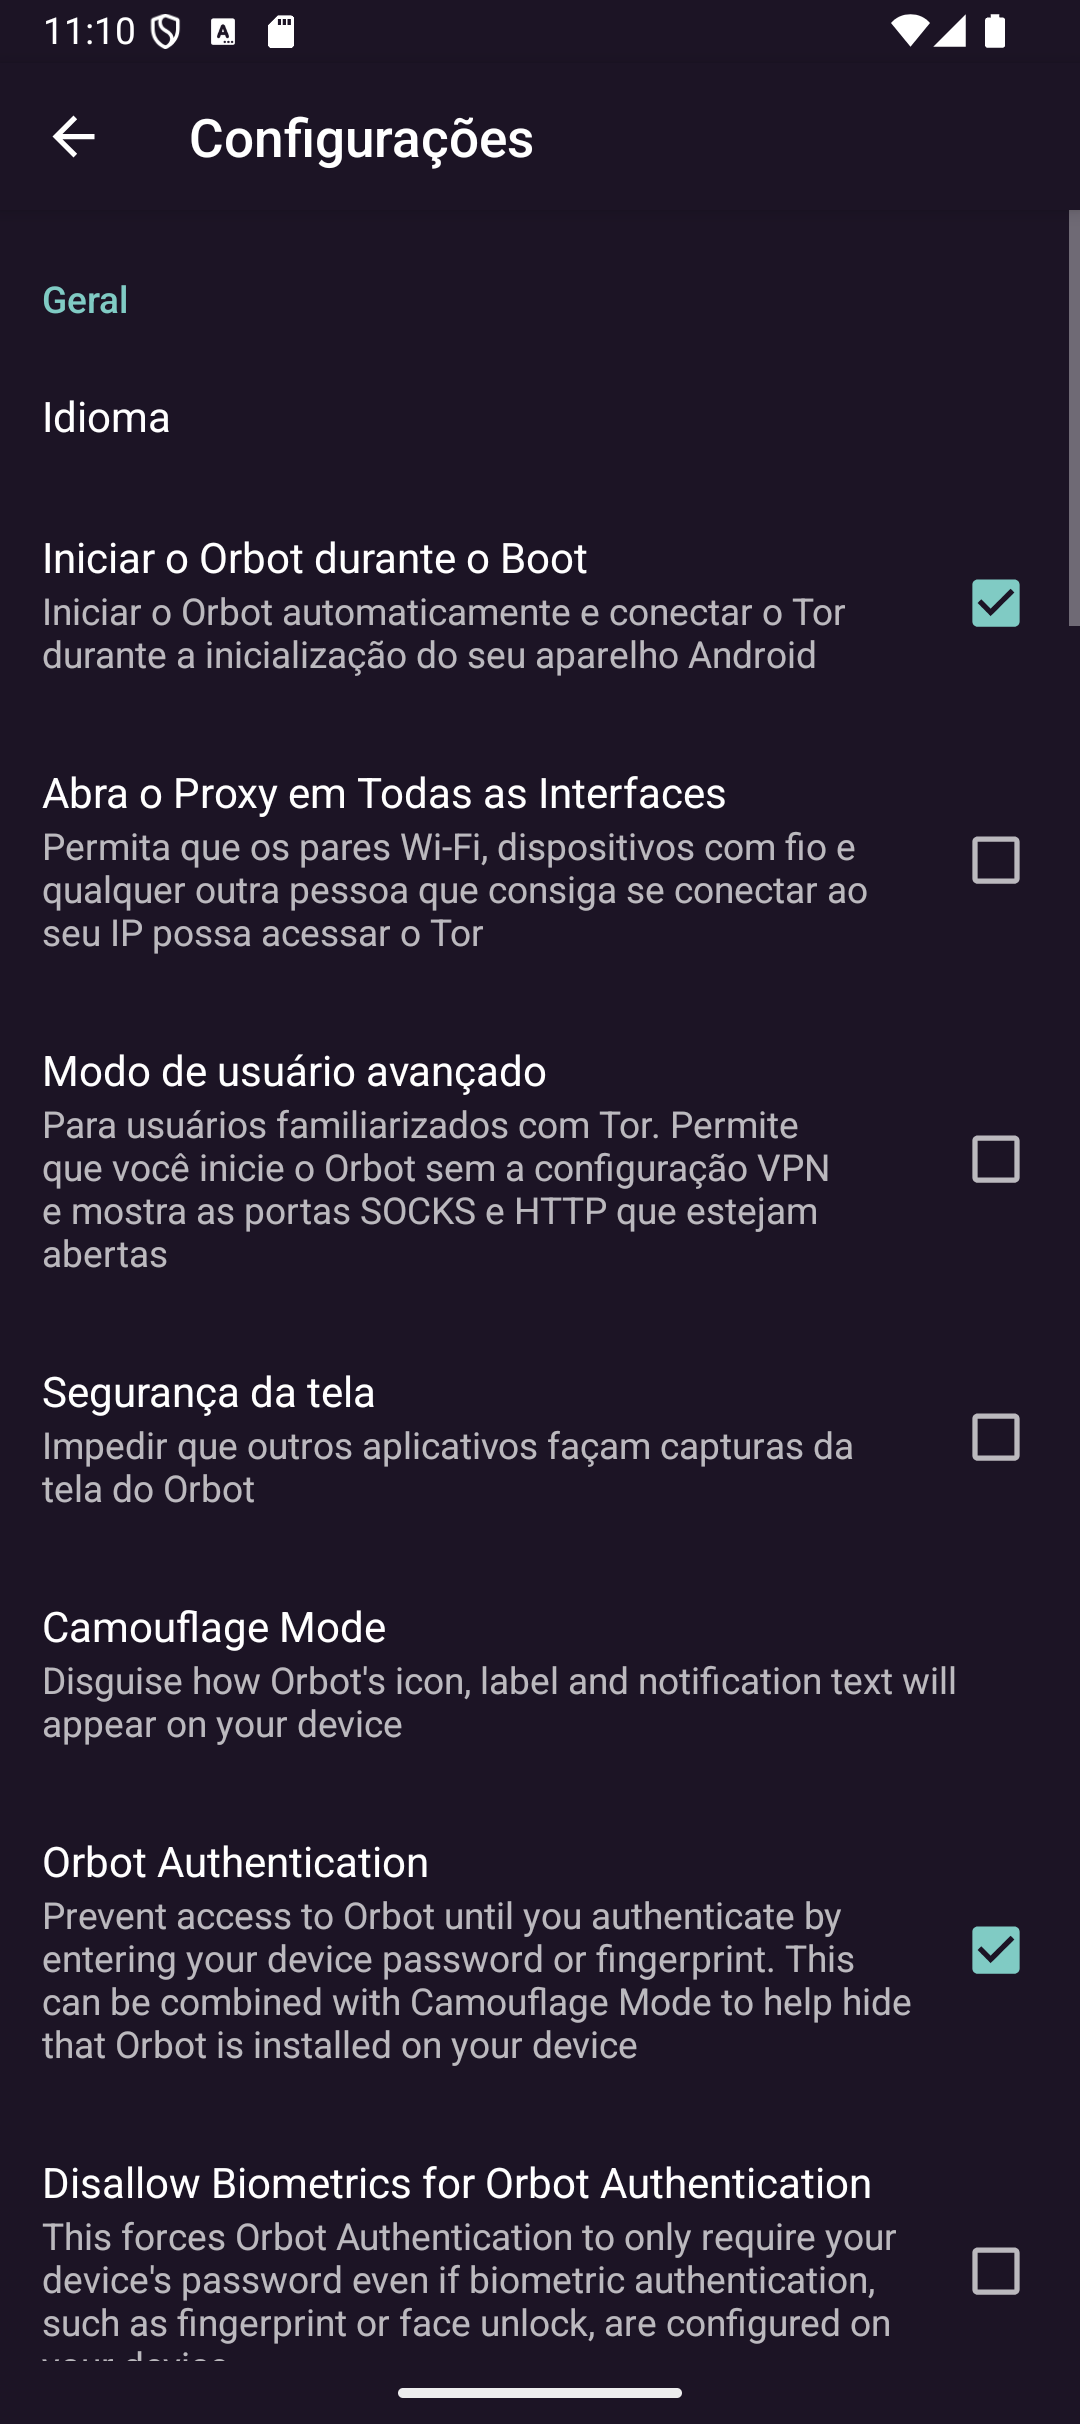 11:10
Configurações
Geral
Idioma
Iniciar o Orbot durante o Boot
Iniciar o Orbot automaticamente e conectar o Tor
durante a inicialização do seu aparelho Android
Abra o Proxy em Todas as Interfaces
Permita que os pares Wi-Fi, dispositivos com fio e
qualquer outra pessoa que consiga se conectar ao
seu IP possa acessar o Tor
Modo de usuário avançado
Para usuários familiarizados com Tor. Permite
que você inicie o Orbot sem a configuração VPN
e mostra as portas SOCKS e HTTP que estejam
abertas
Segurança da tela
Impedir que outros aplicativos façam capturas da
tela do Orbot
Camouflage Mode
Disguise how Orbot's icon, label and notification text will
appear on your device
Orbot Authentication
Prevent access to Orbot until you authenticate by
entering your device password or fingerprint. This
can be combined with Camouflage Mode to help hide
that Orbot is installed on your device
Disallow Biometrics for Orbot Authentication
This forces Orbot Authentication to only require your
device's password even if biometric authentication,
such as fingerprint or face unlock, are configured on